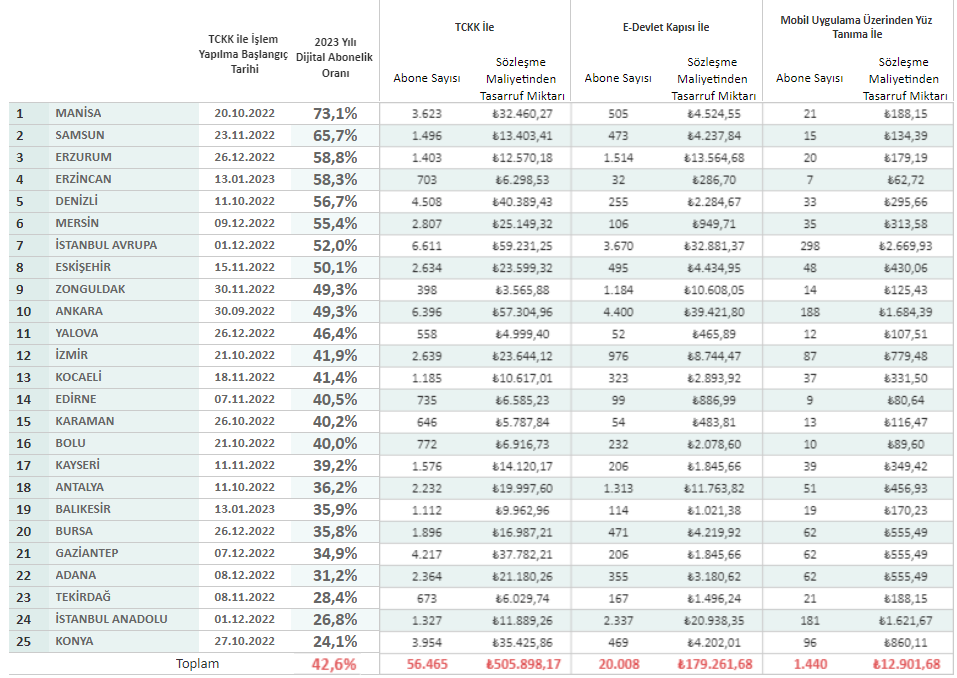 TCKK ile İşlem Yapılma Başlangıç Tarihi
2023 Yılı Dijital Abonelik Oranı
TCKK İle
E-Devlet Kapısı İle
Mobil Uygulama Üzerinden Yüz Tanıma İle
Abone Sayısı
Sözleşme Maliyetinden Tasarruf Miktarı
Abone Sayısı
Sözleşme Maliyetinden Tasarruf Miktarı
Abone Sayısı
Sözleşme Maliyetinden Tasarruf Miktarı
1 MANİSA 20.10.2022 73,1% 3.623 ₺32.460,27 505 ₺4.524,55 21 ₺188,15
2 SAMSUN 23.11.2022 65,7% 1.496 ₺13.403,41 473 ₺4.237,84 15 ₺134,39
3 ERZURUM 26.12.2022 58,8% 1.403 ₺12.570,18 1.514 ₺13.564,68 20 ₺179,19
4 ERZİNCAN 13.01.2023 58,3% 703 ₺6.298,53 32 ₺286,70 7 ₺62,72
5 DENİZLİ 11.10.2022 56,7% 4.508 ₺40.389,43 255 ₺2.284,67 33 ₺295,66
6 MERSİN 09.12.2022 55,4% 2.807 ₺25.149,32 106 ₺949,71 35 ₺313,58
7 İSTANBUL AVRUPA 01.12.2022 52,0% 6.611 ₺59.231,25 3.670 ₺32.881,37 298 ₺2.669,93
8 ESKİŞEHİR 15.11.2022 50,1% 2.634 ₺23.599,32 495 ₺4.434,95 48 ₺430,06
9 ZONGULDAK 30.11.2022 49,3% 398 ₺3.565,88 1.184 ₺10.608,05 14 ₺125,43
10 ANKARA 30.09.2022 49,3% 6.396 ₺57.304,96 4.400 ₺39.421,80 188 ₺1.684,39
11 YALOVA 26.12.2022 46,4% 558 ₺4.999,40 52 ₺465,89 12 ₺107,51
12 İZMİR 21.10.2022 41,9% 2.639 ₺23.644,12 976 ₺8.744,47 87 ₺779,48
13 KOCAELİ 18.11.2022 41,4% 1.185 ₺10.617,01 323 ₺2.893,92 37 ₺331,50
14 EDİRNE 07.11.2022 40,5% 735 ₺6.585,23 99 ₺886,99 9 ₺80,64
15 KARAMAN 26.10.2022 40,2% 646 ₺5.787,84 54 ₺483,81 13 ₺116,47
16 BOLU 21.10.2022 40,0% 772 ₺6.916,73 232 ₺2.078,60 10 ₺89,60
17 KAYSERİ 11.11.2022 39,2% 1.576 ₺14.120,17 206 ₺1.845,66 39 ₺349,42
18 ANTALYA 11.10.2022 36,2% 2.232 ₺19.997,60 1.313 ₺11.763,82 51 ₺456,93
19 BALIKESİR 13.01.2023 35,9% 1.112 ₺9.962,96 114 ₺1.021,38 19 ₺170,23
20 BURSA 26.12.2022 35,8% 1.896 ₺16.987,21 471 ₺4.219,92 62 ₺555,49
21 GAZİANTEP 07.12.2022 34,9% 4.217 ₺37.782,21 206 ₺1.845,66 62 ₺555,49
22 ADANA 08.12.2022 31,2% 2.364 ₺21.180,26 355 ₺3.180,62 62 ₺555,49
23 TEKİRDAĞ 08.11.2022 28,4% 673 ₺6.029,74 167 ₺1.496,24 21 ₺188,15
24 İSTANBUL ANADOLU 01.12.2022 26,8% 1.327 ₺11.889,26 2.337 ₺20.938,35 181 ₺1.621,67
25 KONYA 27.10.2022 24,1% 3.954 ₺35.425,86 469 ₺4.202,01 96 ₺860,11
Toplam 42,6% 56.465 ₺505.898,17 20.008 ₺179.261,68 1.440 ₺12.901,68